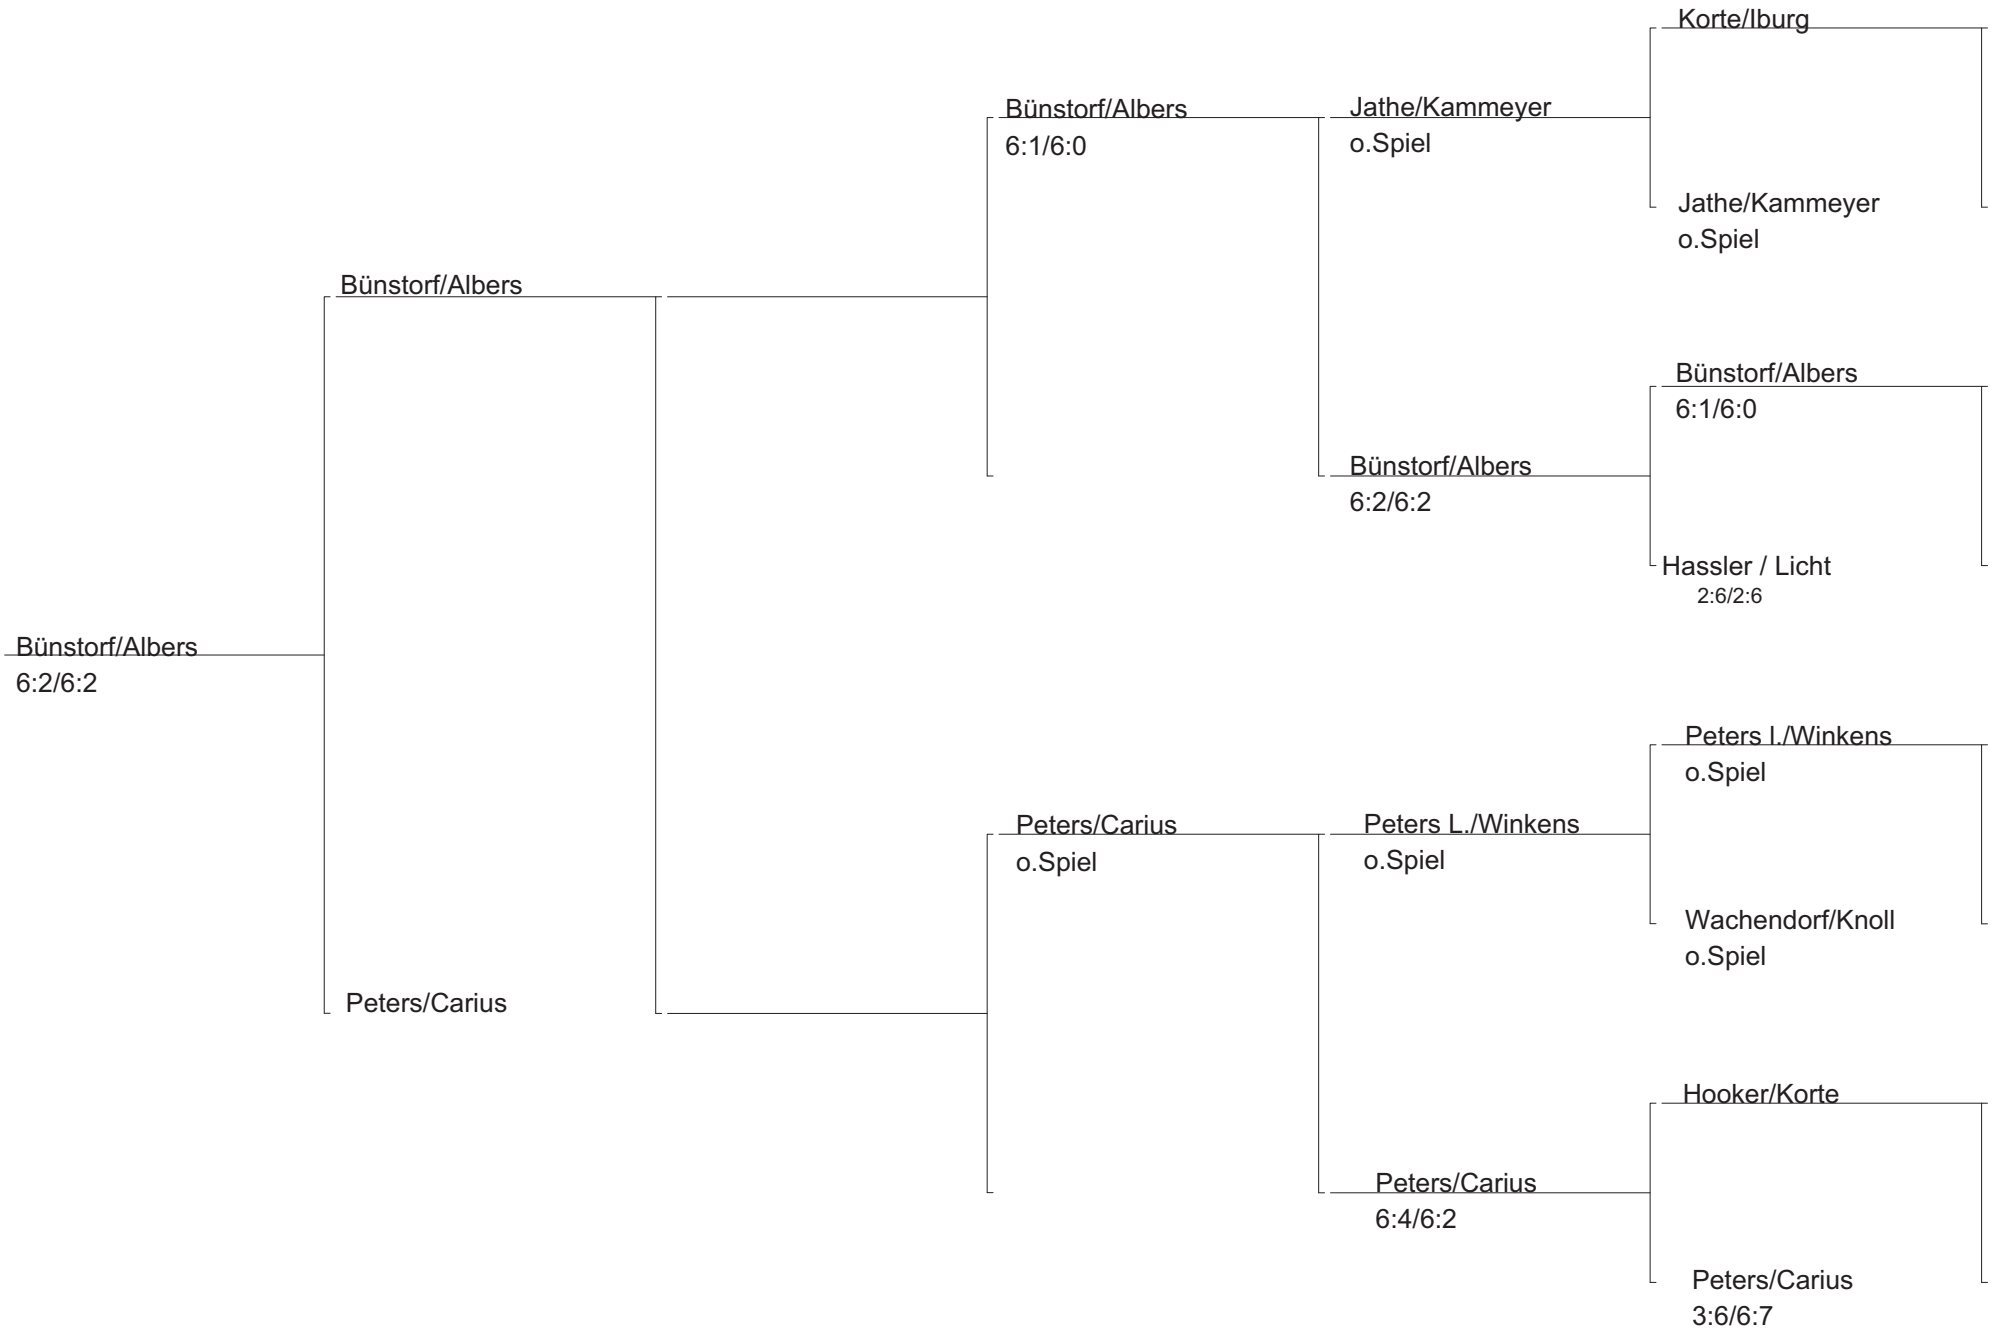 Korte/Iburg
Bünstorf/Albers
6:1/6:0
Jathe/Kammeyer
o.Spiel
Jathe/Kammeyer
o.Spiel
Bünstorf/Albers
Bünstorf/Albers
6:1/6:0
Bünstorf/Albers
6:2/6:2
Hassler / Licht
2:6/2:6
Bünstorf/Albers
6:2/6:2
Peters l./Winkens
o.Spiel
Peters/Carius
o.Spiel
Peters L./Winkens
o.Spiel
Wachendorf/Knoll
o.Spiel
Peters/Carius
Hooker/Korte
Peters/Carius
6:4/6:2
Peters/Carius
3:6/6:7